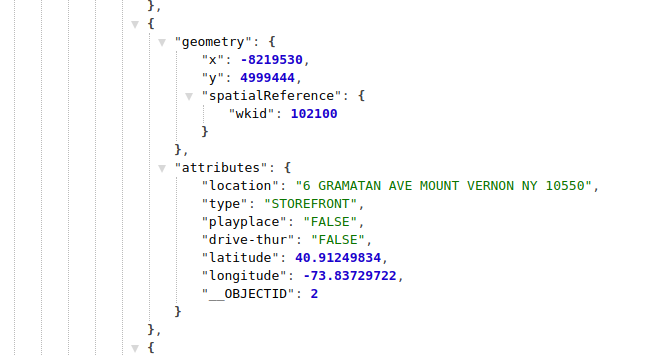 },
{
"geometry": {
"x": -8219530,
"y": 4999444,
"spatialReference": {
"wkid": 102100
}
},
"attributes": {
"location": "6 GRAMATAN AVE MOUNT VERNON NY 10550",
"type": "STOREFRONT",
"playplace": "FALSE",
"drive-thur": "FALSE",
"latitude": 40.91249834,
"longitude": -73.83729722,
"__OBJECTID": 2
}
},
{